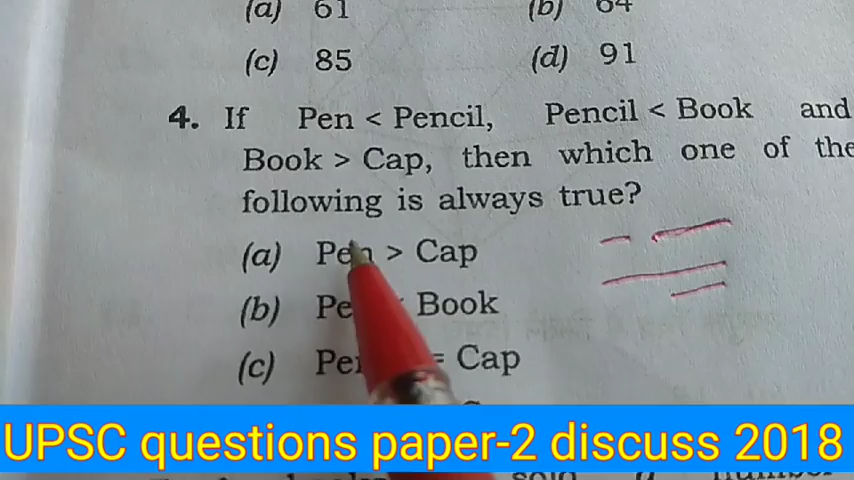 (a) 61 (b) 64
(c) 85 (d) 91
4. If Pen < Pencil, Pencil < Book and
Book > Cap, then which one of the
following is always true?
(a) Pen > Cap
(b) Pe Book
(c) Pe = Cap
UPSC questions paper-2 discuss 2018